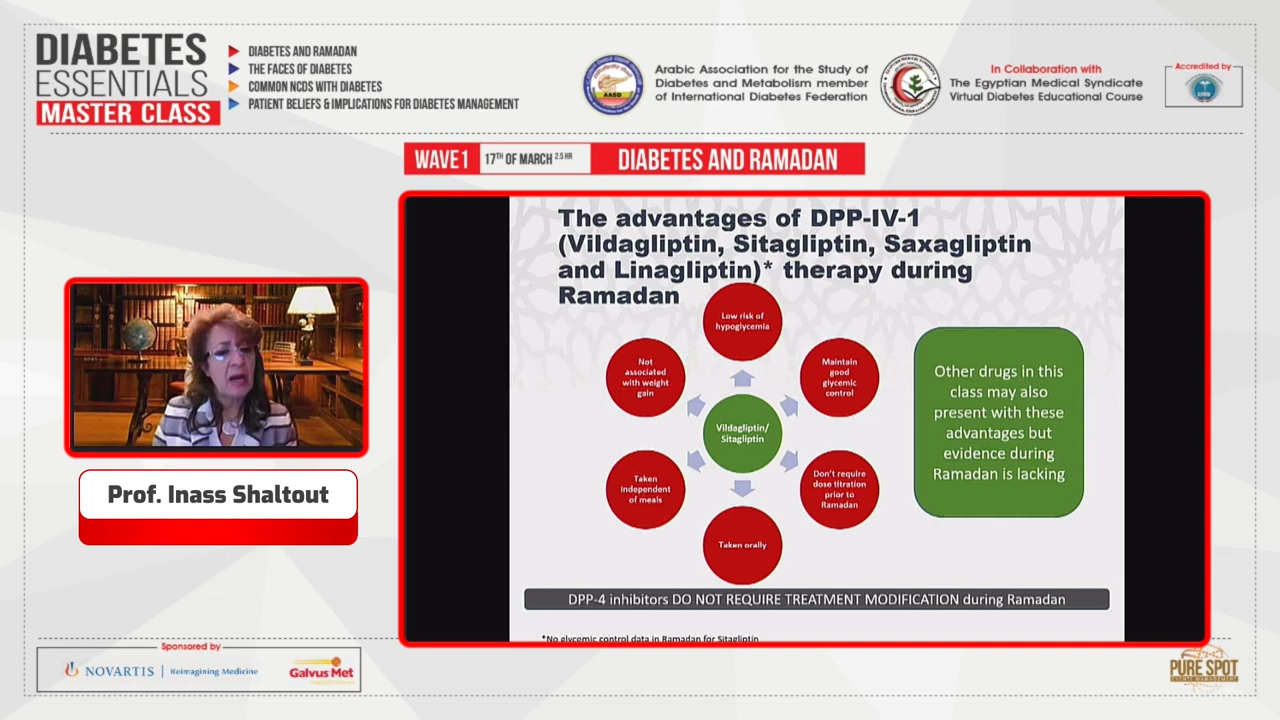 DIABETES
ESSENTIALS
MASTER CLASS
DIABETES AND RAMADAN
THE FACES OF DIABETES
COMMON NCDS WITH DIABETES
PATIENT BELIEFS & IMPLICATIONS FOR DIABETES MANAGEMENT
AASD
Arabic Association for the Study of
Diabetes and Metabolism member
of International Diabetes Federation
In Collaboration with
The Egyptian Medical Syndicate
Virtual Diabetes Educational Course
Accredited by
WAVE1
17TH OF MARCH 2.5 HR
DIABETES AND RAMADAN
The advantages of DPP-IV-1
(Vildagliptin, Sitagliptin, Saxagliptin
and Linagliptin)* therapy during
Ramadan
Low risk of
hypoglycemia
Not
associated
with weight
gain
Maintain
good
glycemic
control
Vildagliptin/
Sitagliptin
Taken
independent
of meals
Don't require
dose titration
prior to
Ramadan
Taken orally
Other drugs in this
class may also
present with these
advantages but
evidence during
Ramadan is lacking
DPP-4 inhibitors DO NOT REQUIRE TREATMENT MODIFICATION during Ramadan
*No glycemic control data in Ramadan for Sitagliptin
Prof. Inass Shaltout
Sponsored by
NOVARTIS | Reimagining Medicine
Galvus Met
PURE SPOT
EVENTS MANAGEMENT